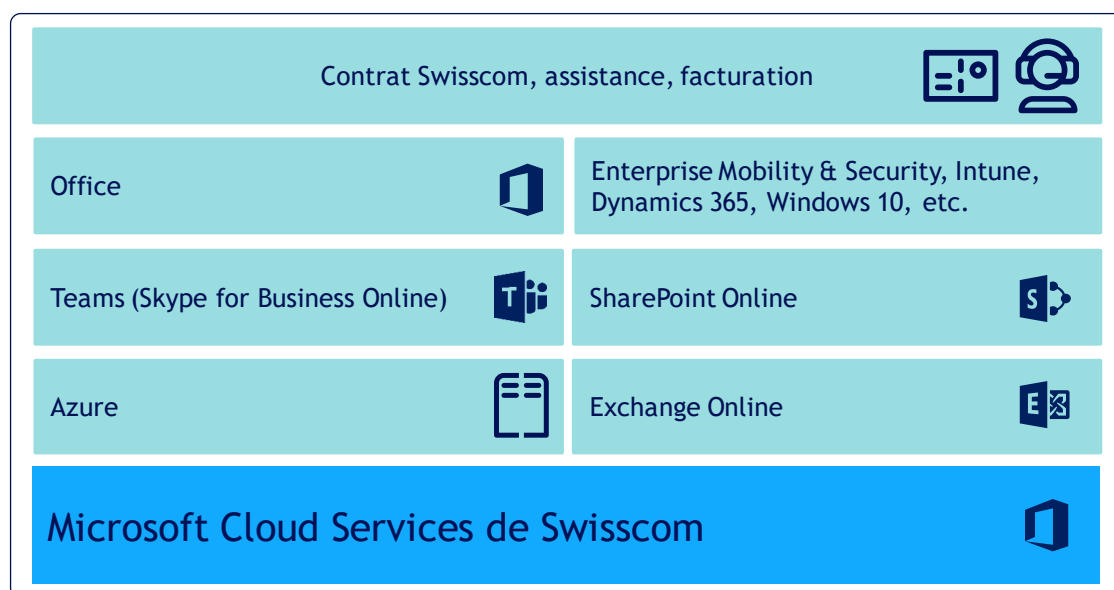 Contrat Swisscom, assistance, facturation
Office
Enterprise Mobility & Security, Intune,
Dynamics 365, Windows 10, etc.
Teams (Skype for Business Online)
T
SharePoint Online
S
Azure
Exchange Online
E
Microsoft Cloud Services de Swisscom